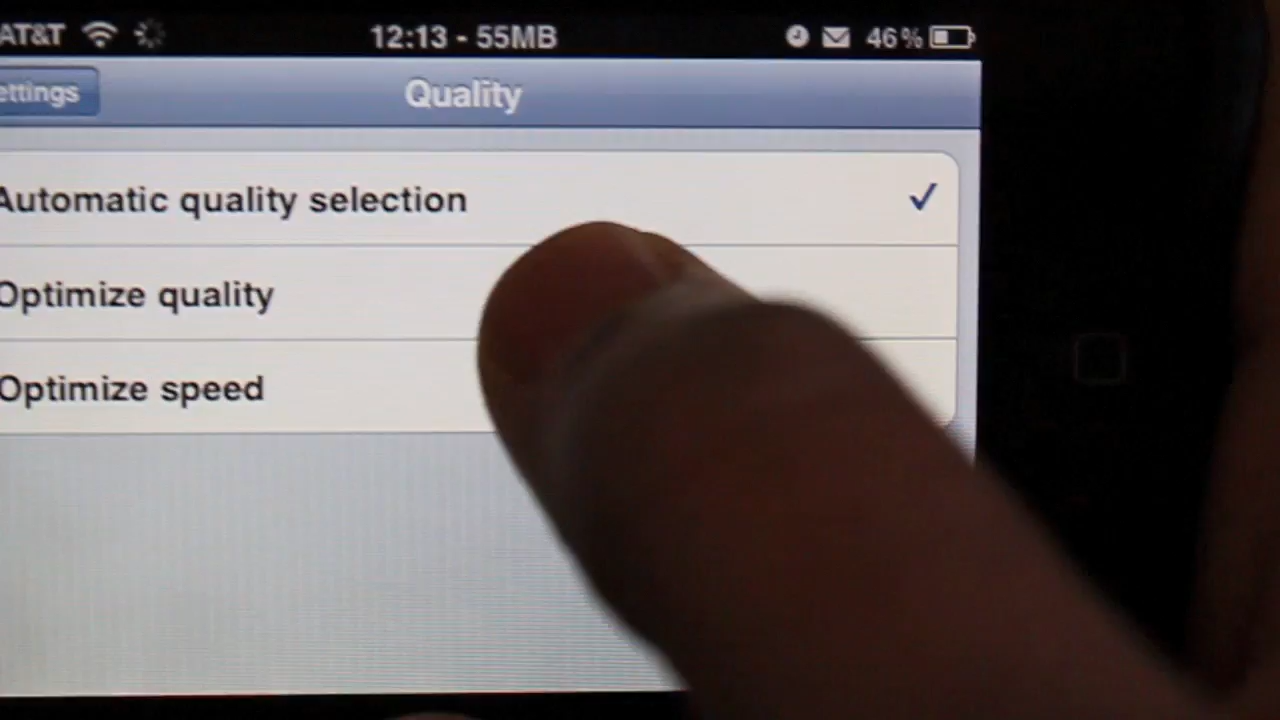 AT&T 12:13 - 55MB 46%
ettings Quality
Automatic quality selection
Optimize quality
Optimize speed